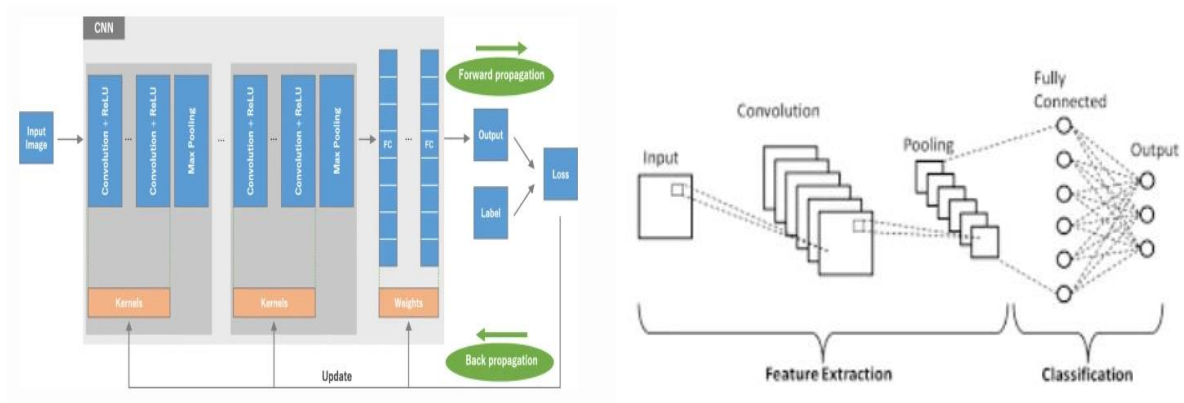 CNN
Forward propagation
Input
Image
Convolution + ReLU
...
Convolution + ReLU
Max Pooling
...
Convolution + ReLU
...
Convolution + ReLU
Max Pooling
FC
...
FC
Output
Label
Loss
Kernels
Kernels
Weights
Back propagation
Update
Input
Convolution
Pooling
Fully
Connected
Output
Feature Extraction
Classification